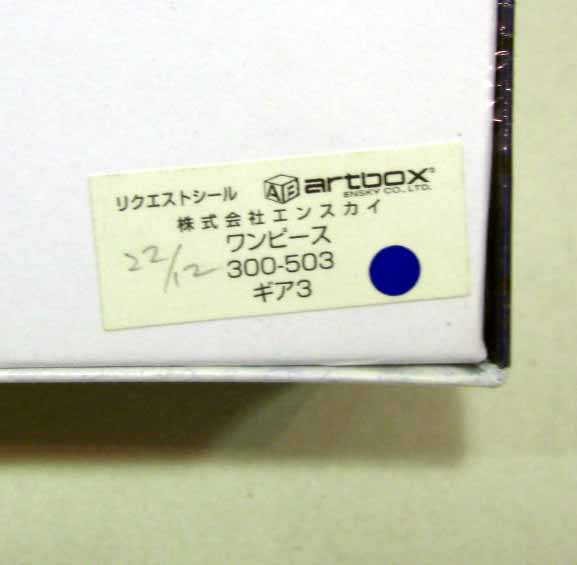 リクエストシール AB artbox®
ENSKY CO., LTD.
株式会社エンスカイ
ワンピース
22/12 300-503
ギア3